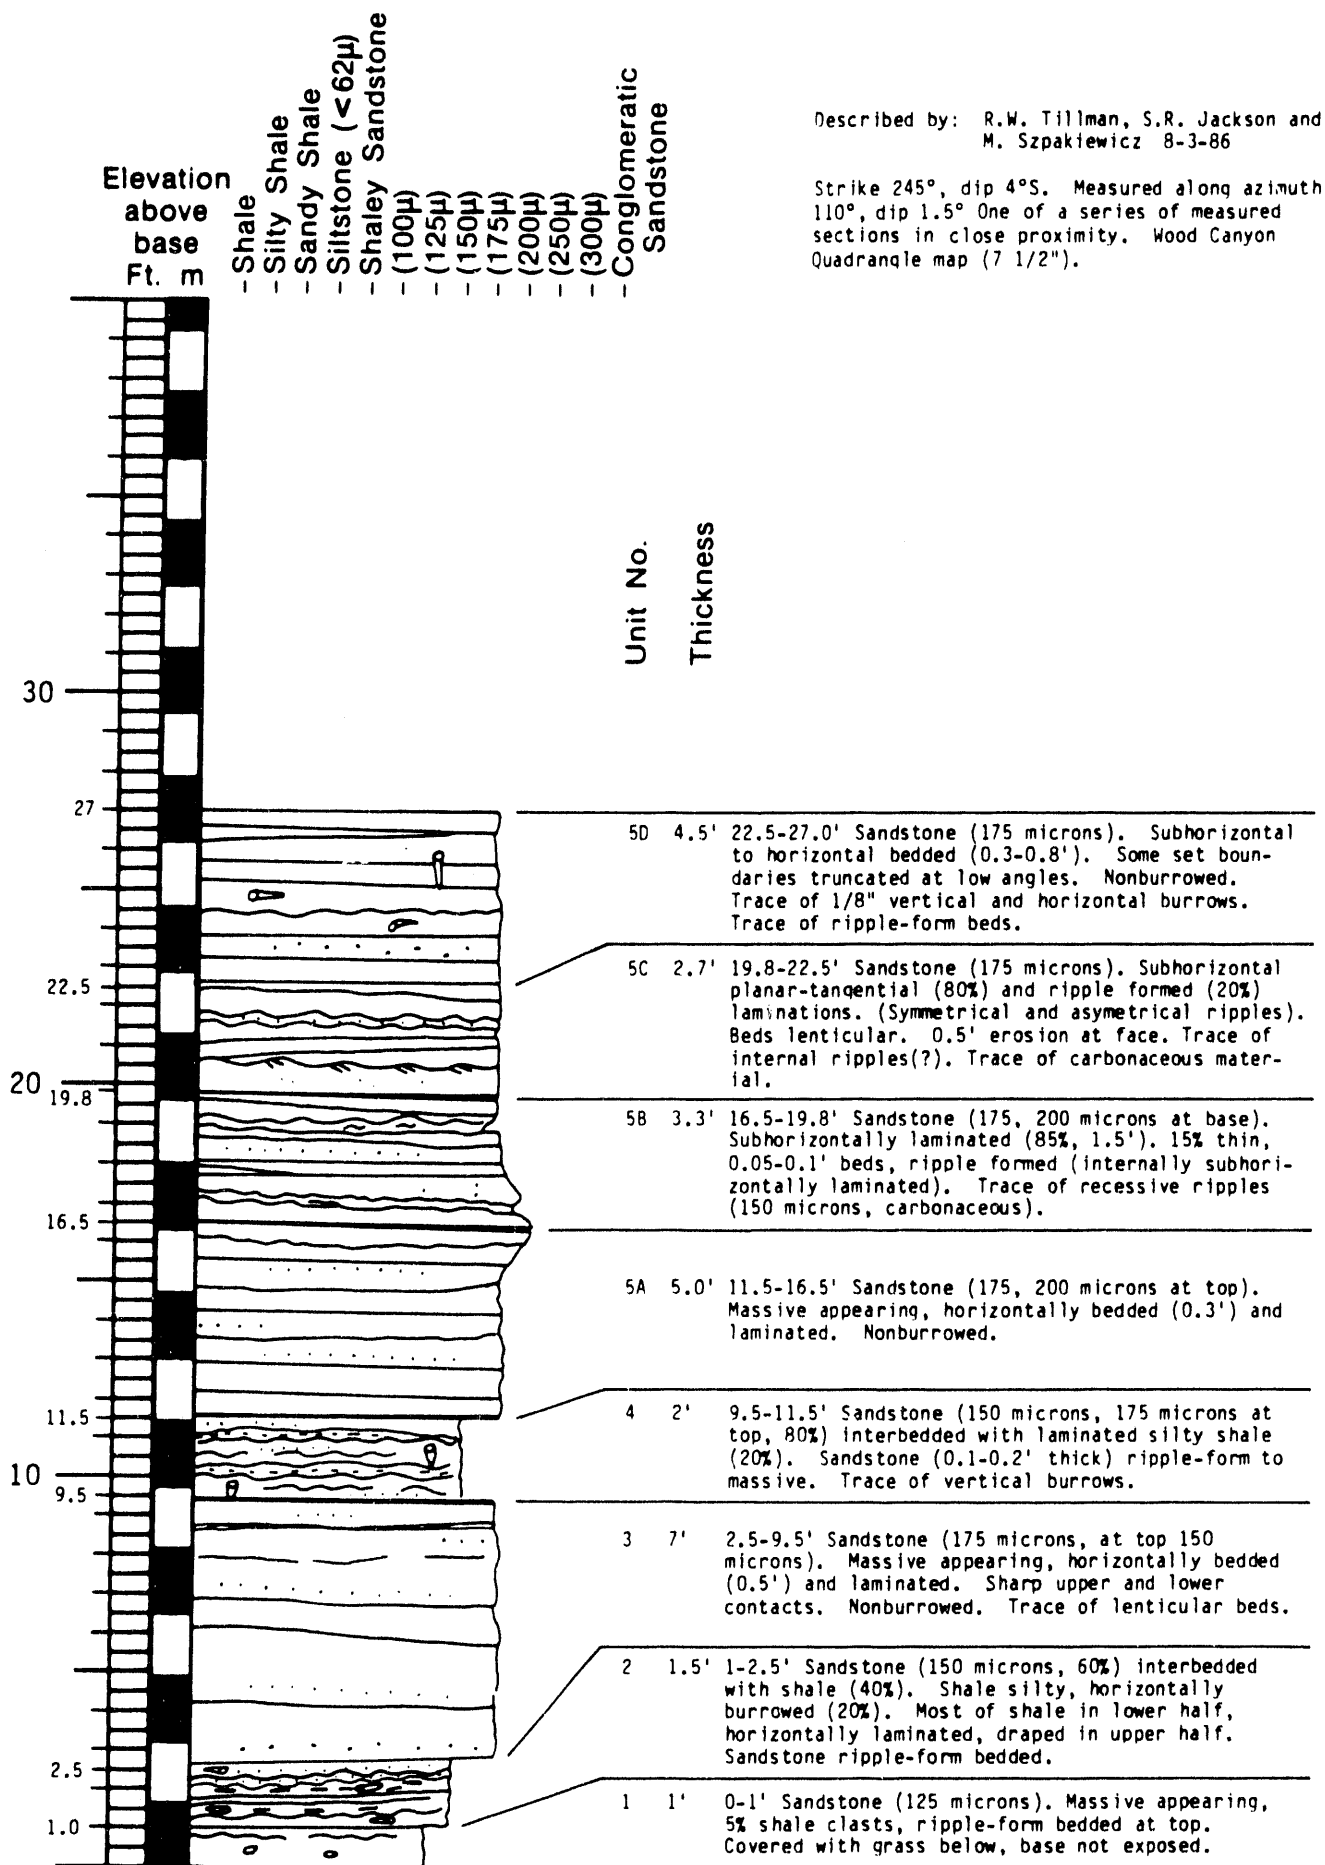 Described by: R.W. Tillman, S.R. Jackson and
M. Szpakiewicz 8-3-86
Strike 245°, dip 4°S. Measured along azimuth
110°, dip 1.5° One of a series of measured
sections in close proximity. Wood Canyon
Quadrangle map (7 1/2").
Elevation
above
base
Ft. m
- Shale
- Silty Shale
- Sandy Shale
- Siltstone (<62μ)
- Shaley Sandstone
- (100μ)
- (125μ)
- (150μ)
- (175μ)
- (200μ)
- (250μ)
- (300μ)
- Conglomeratic
Sandstone
Unit No.
Thickness
30
27
22.5
20
19.8
16.5
11.5
10
9.5
2.5
1.0
5D 4.5' 22.5-27.0' Sandstone (175 microns). Subhorizontal
to horizontal bedded (0.3-0.8'). Some set boun-
daries truncated at low angles. Nonburrowed.
Trace of 1/8" vertical and horizontal burrows.
Trace of ripple-form beds.
5C 2.7' 19.8-22.5' Sandstone (175 microns). Subhorizontal
planar-tangential (80%) and ripple formed (20%)
laminations. (Symmetrical and asymetrical ripples).
Beds lenticular. 0.5' erosion at face. Trace of
internal ripples(?). Trace of carbonaceous mater-
ial.
5B 3.3' 16.5-19.8' Sandstone (175, 200 microns at base).
Subhorizontally laminated (85%, 1.5'). 15% thin,
0.05-0.1' beds, ripple formed (internally subhori-
zontally laminated). Trace of recessive ripples
(150 microns, carbonaceous).
5A 5.0' 11.5-16.5' Sandstone (175, 200 microns at top).
Massive appearing, horizontally bedded (0.3') and
laminated. Nonburrowed.
4 2' 9.5-11.5' Sandstone (150 microns, 175 microns at
top, 80%) interbedded with laminated silty shale
(20%). Sandstone (0.1-0.2' thick) ripple-form to
massive. Trace of vertical burrows.
3 7' 2.5-9.5' Sandstone (175 microns, at top 150
microns). Massive appearing, horizontally bedded
(0.5') and laminated. Sharp upper and lower
contacts. Nonburrowed. Trace of lenticular beds.
2 1.5' 1-2.5' Sandstone (150 microns, 60%) interbedded
with shale (40%). Shale silty, horizontally
burrowed (20%). Most of shale in lower half,
horizontally laminated, draped in upper half.
Sandstone ripple-form bedded.
1 1' 0-1' Sandstone (125 microns). Massive appearing,
5% shale clasts, ripple-form bedded at top.
Covered with grass below, base not exposed.